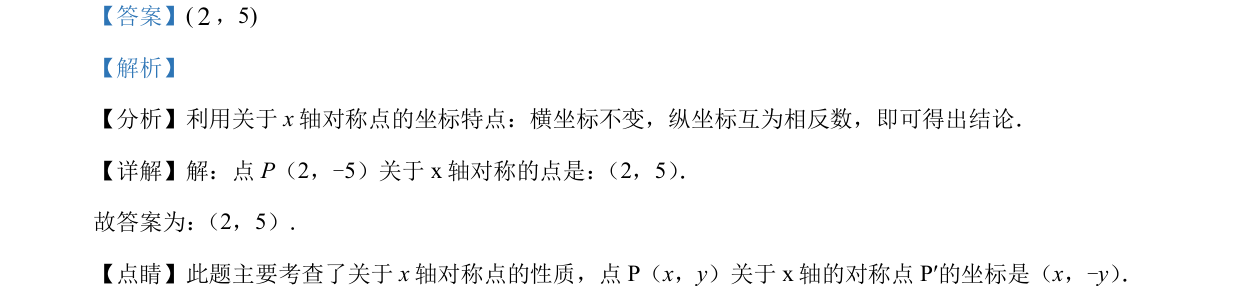 【答案】(2，5)
【解析】
【分析】利用关于 x 轴对称点的坐标特点：横坐标不变，纵坐标互为相反数，即可得出结论．
【详解】解：点 P（2，-5）关于 x 轴对称的点是：（2，5）．
故答案为：（2，5）．
【点睛】此题主要考查了关于 x 轴对称点的性质，点 P（x，y）关于 x 轴的对称点 P′的坐标是（x，-y）．